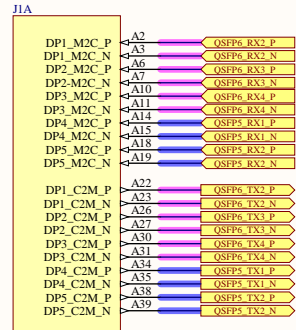 J1A
DP1_M2C_P A2 QSFP6_RX2_P
DP1_M2C_N A3 QSFP6_RX2_N
DP2_M2C_P A6 QSFP6_RX3_P
DP2-M2C_N A7 QSFP6_RX3_N
DP3_M2C_P A10 QSFP6_RX4_P
DP3_M2C_N A11 QSFP6_RX4_N
DP4_M2C_P A14 QSFP5_RX1_P
DP4_M2C_N A15 QSFP5_RX1_N
DP5_M2C_P A18 QSFP5_RX2_P
DP5_M2C_N A19 QSFP5_RX2_N
DP1_C2M_P A22 QSFP6_TX2_P
DP1_C2M_N A23 QSFP6_TX2_N
DP2_C2M_P A26 QSFP6_TX3_P
DP2_C2M_N A27 QSFP6_TX3_N
DP3_C2M_P A30 QSFP6_TX4_P
DP3_C2M_N A31 QSFP6_TX4_N
DP4_C2M_P A34 QSFP5_TX1_P
DP4_C2M_N A35 QSFP5_TX1_N
DP5_C2M_P A38 QSFP5_TX2_P
DP5_C2M_N A39 QSFP5_TX2_N